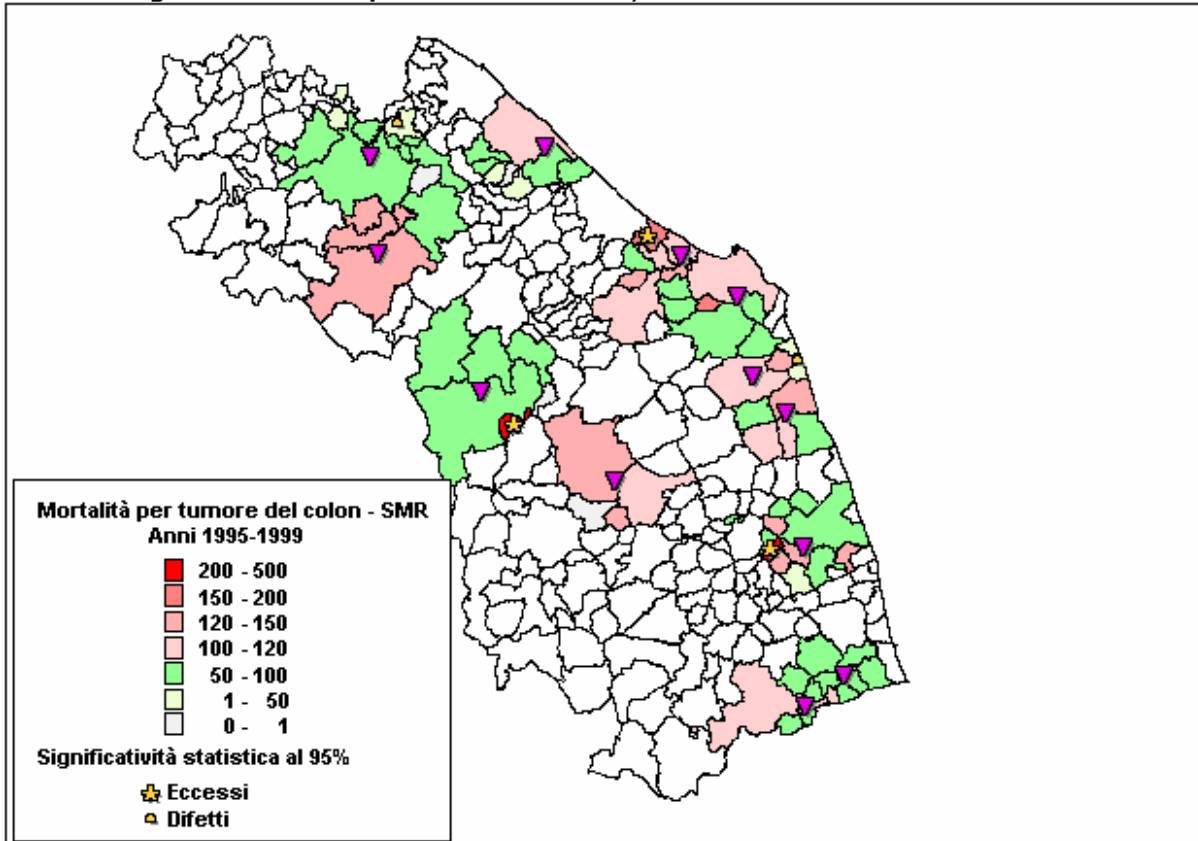 Mortalità per tumore del colon - SMR
Anni 1995-1999
200 - 500
150 - 200
120 - 150
100 - 120
50 - 100
1 - 50
0 - 1
Significatività statistica al 95%
Eccessi
Difetti